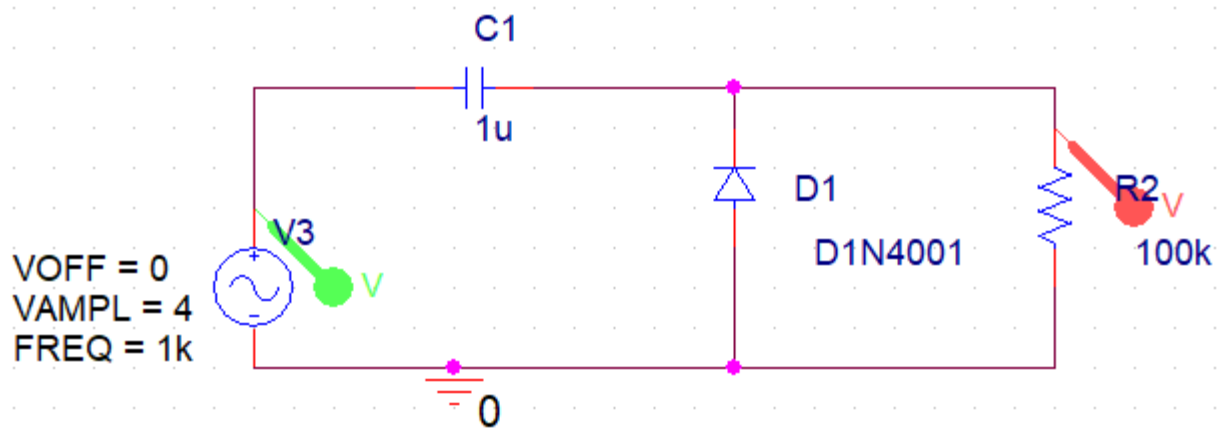 C1
1u
V3
V
VOFF = 0
VAMPL = 4
FREQ = 1k
D1
D1N4001
R2
V
100k
0